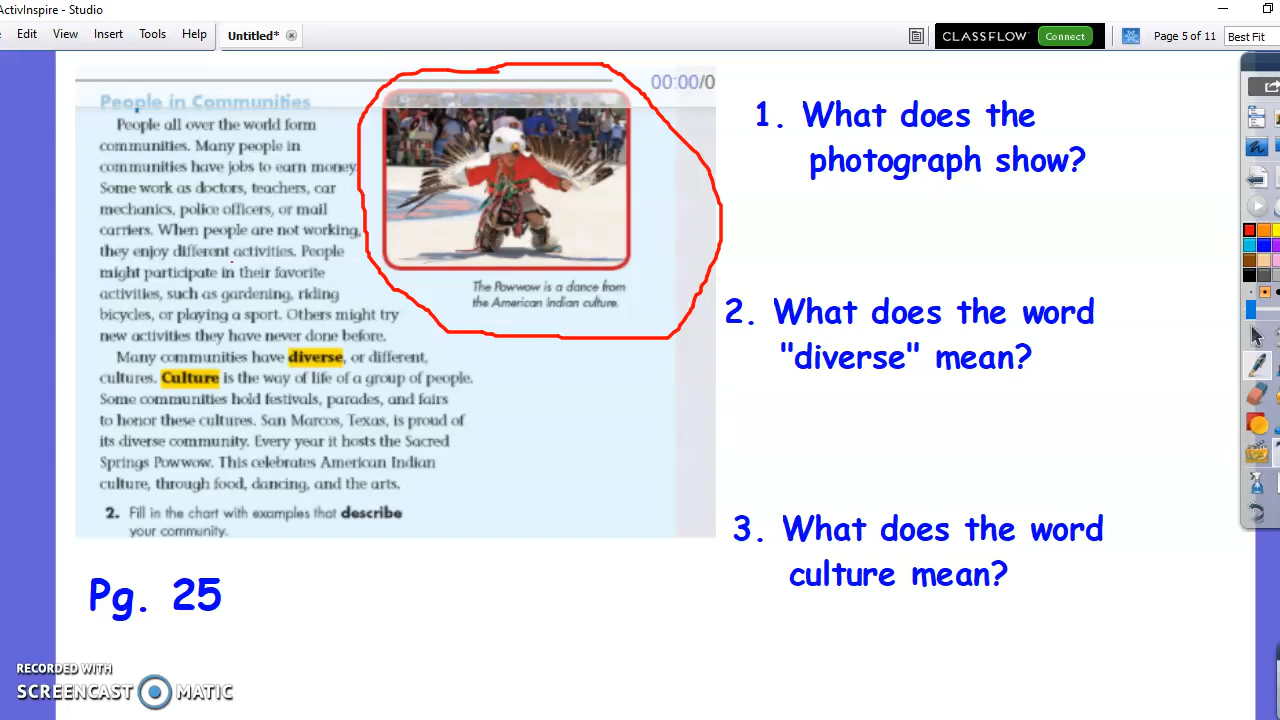 ActivInspire - Studio
Edit View Insert Tools Help
Untitled*
CLASSFLOW Connect
Page 5 of 11
Best Fit
00:00/0
People in Communities
People all over the world form
communities. Many people in
communities have jobs to earn money.
Some work as doctors, teachers, car
mechanics, police officers, or mail
carriers. When people are not working,
they enjoy different activities. People
might participate in their favorite
activities, such as gardening, riding
bicycles, or playing a sport. Others might try
new activities they have never done before.
Many communities have diverse, or different,
cultures. Culture is the way of life of a group of people.
Some communities hold festivals, parades, and fairs
to honor these cultures. San Marcos, Texas, is proud of
its diverse community. Every year it hosts the Sacred
Springs Powwow. This celebrates American Indian
culture, through food, dancing, and the arts.
2. Fill in the chart with examples that describe
your community.
The Powwow is a dance from
the American Indian culture.
Pg. 25
1. What does the
photograph show?
2. What does the word
"diverse" mean?
3. What does the word
culture mean?
RECORDED WITH
SCREENCAST MATIC